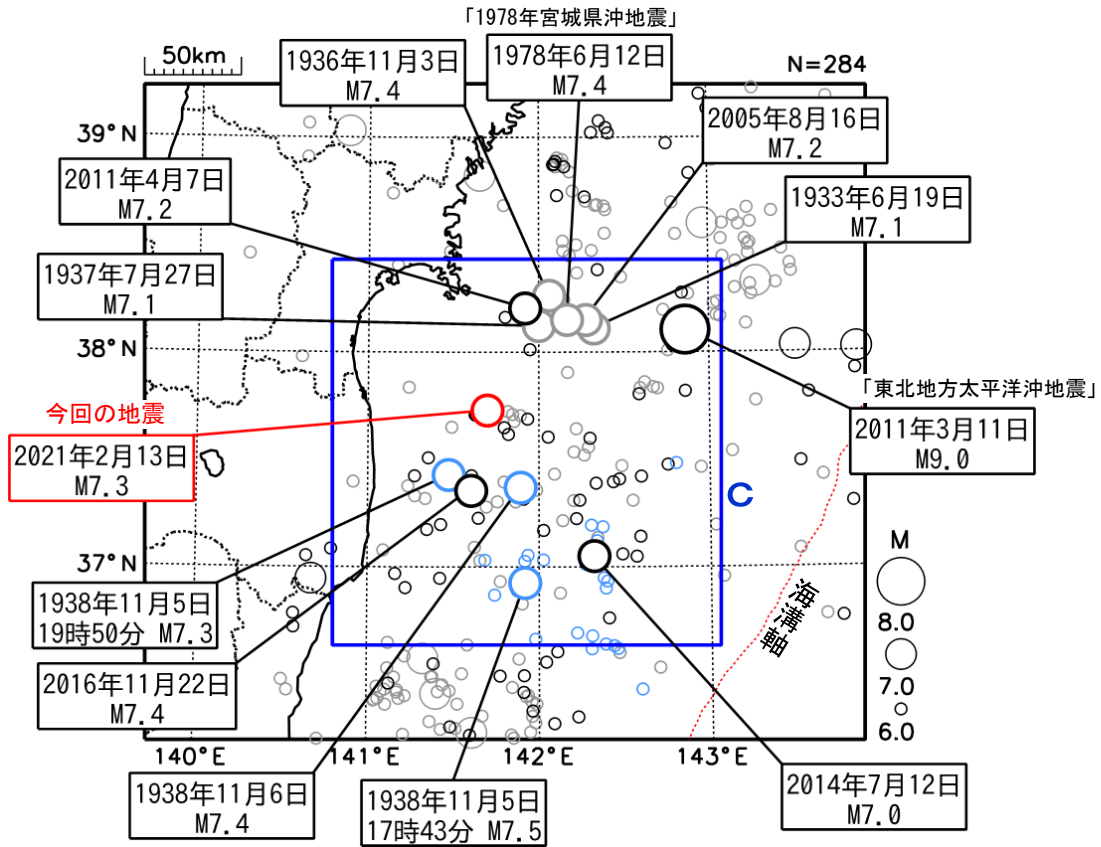 「1978年宮城県沖地震」
50km
1936年11月3日
M7.4
1978年6月12日
M7.4
N=284
39°N
2005年8月16日
M7.2
2011年4月7日
M7.2
1933年6月19日
M7.1
1937年7月27日
M7.1
38°N
「東北地方太平洋沖地震」
今回の地震
2011年3月11日
M9.0
2021年2月13日
M7.3
C
M
37°N
海溝軸
1938年11月5日
19時50分 M7.3
8.0
2016年11月22日
M7.4
7.0
6.0
140°E
141°E
142°E
143°E
1938年11月6日
M7.4
1938年11月5日
17時43分 M7.5
2014年7月12日
M7.0